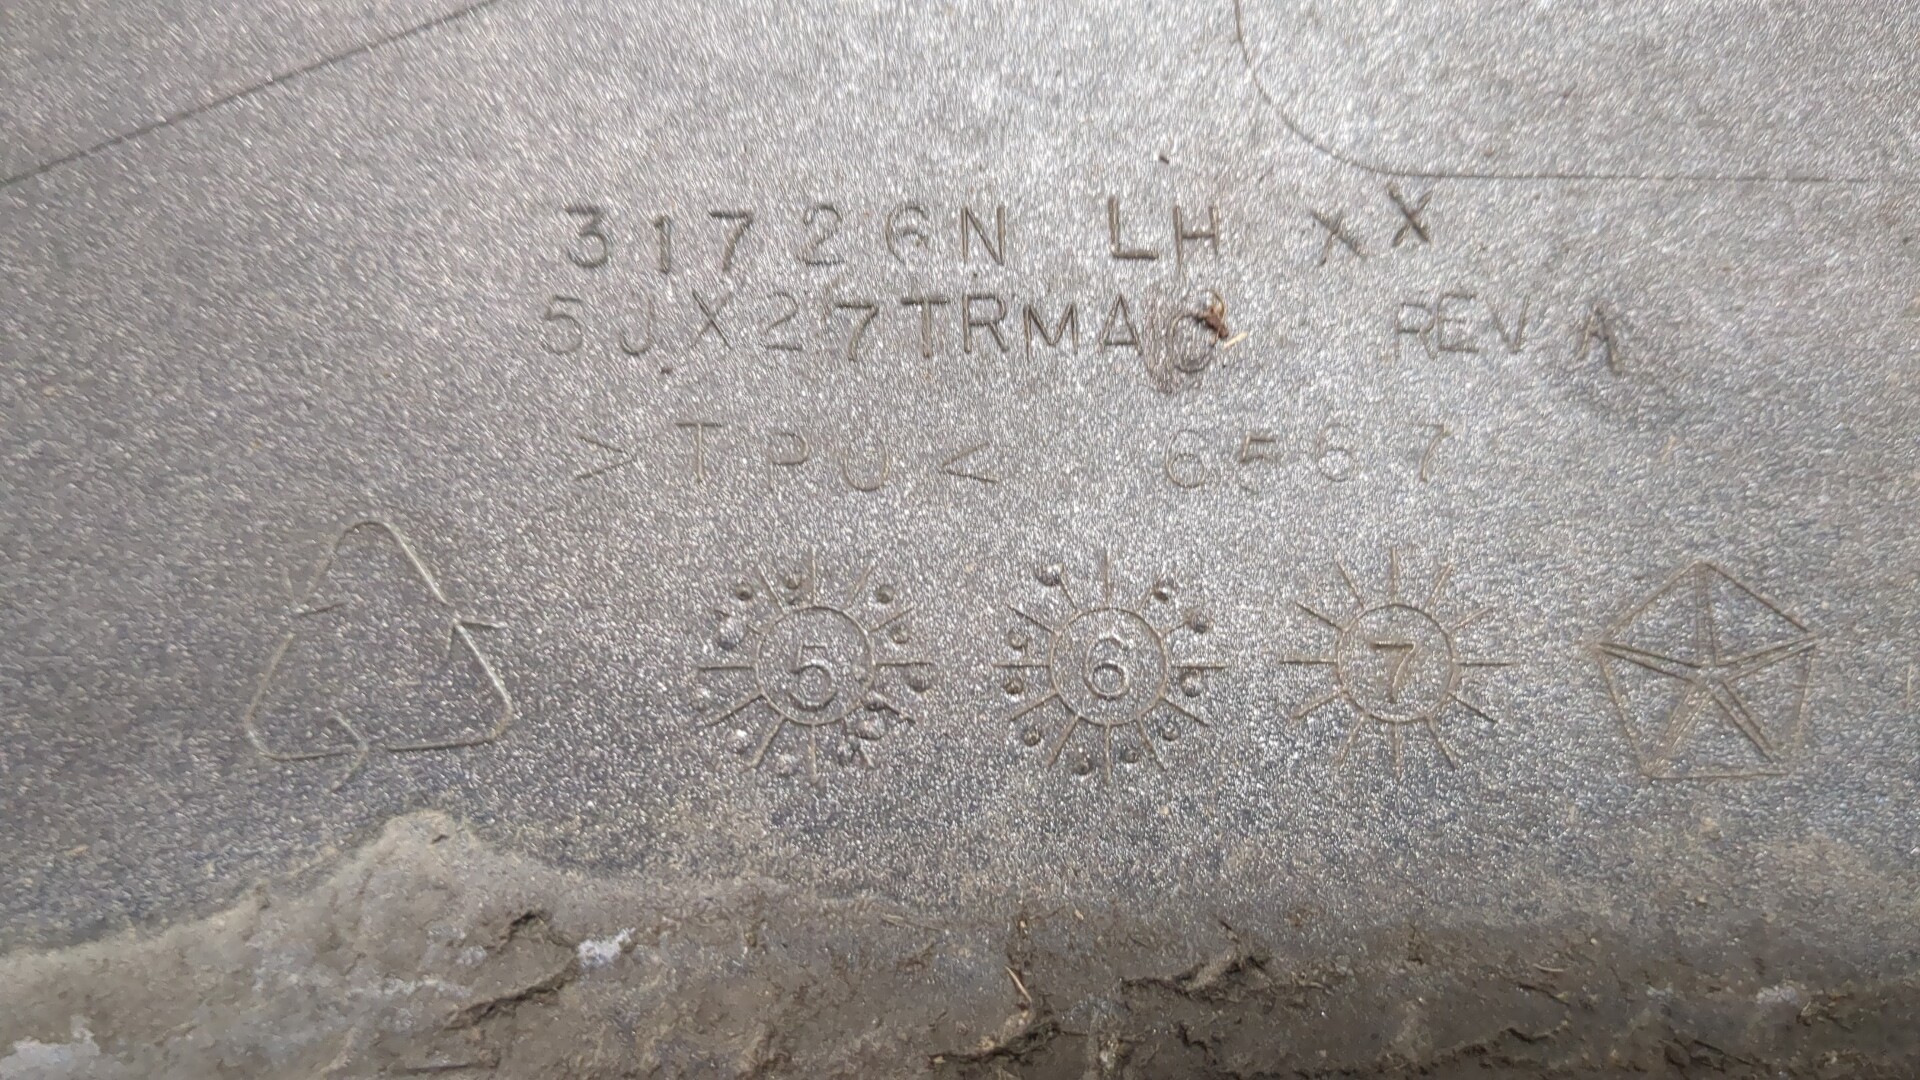 31726N LH XX
5JX27TRMAC REV A
>TPU< 6567
5 6 7